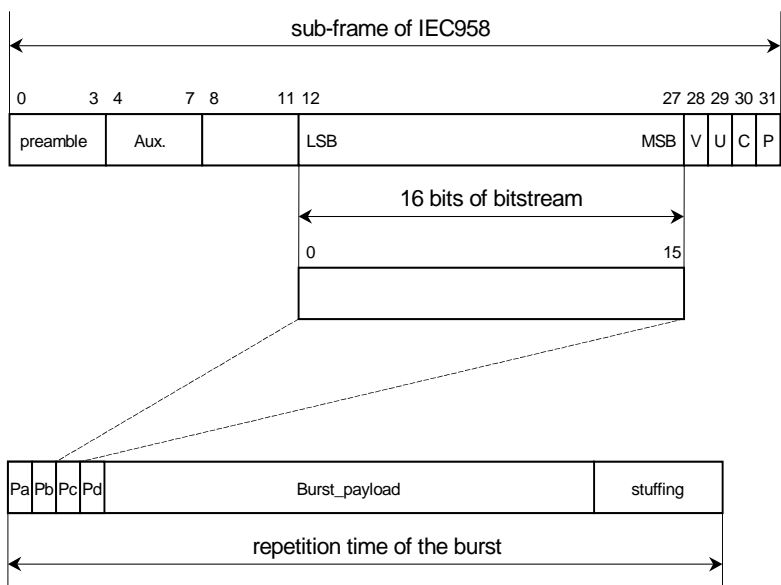 sub-frame of IEC958
0 3 4 7 8 11 12 27 28 29 30 31
preamble Aux. LSB MSB V U C P
16 bits of bitstream
0 15
Pa Pb Pc Pd Burst_payload stuffing
repetition time of the burst